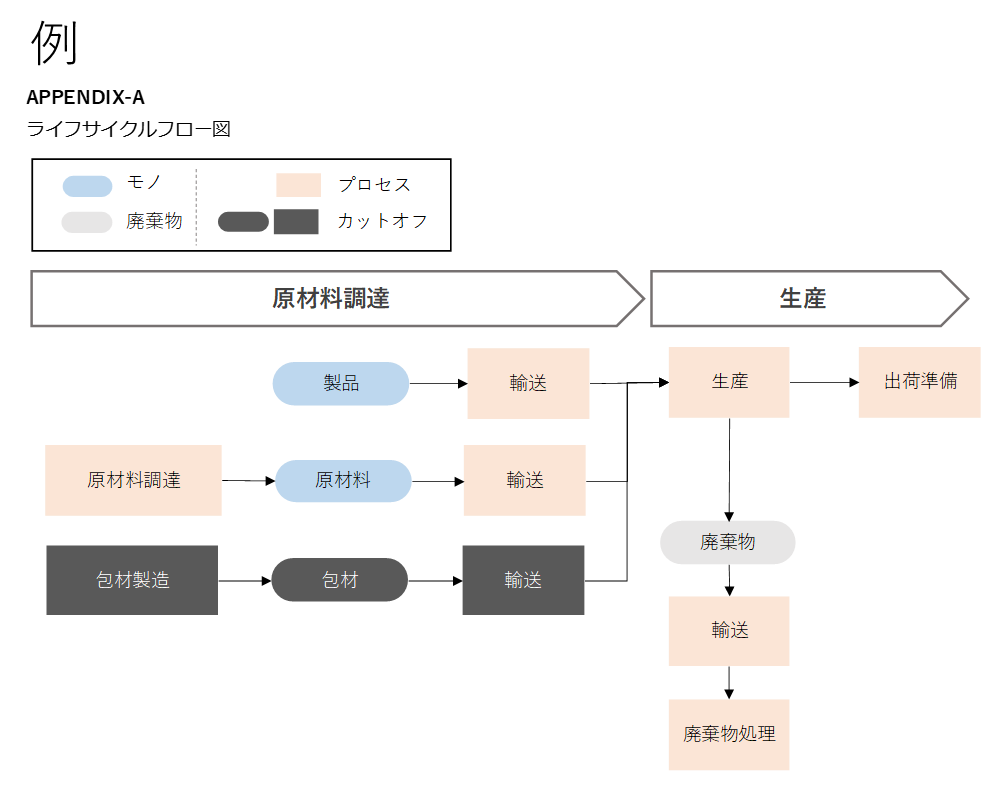 例
APPENDIX-A
ライフサイクルフロー図
モノ
プロセス
廃棄物
カットオフ
原材料調達
生産
製品
輸送
生産
出荷準備
原材料調達
原材料
輸送
包材製造
包材
輸送
廃棄物
輸送
廃棄物処理